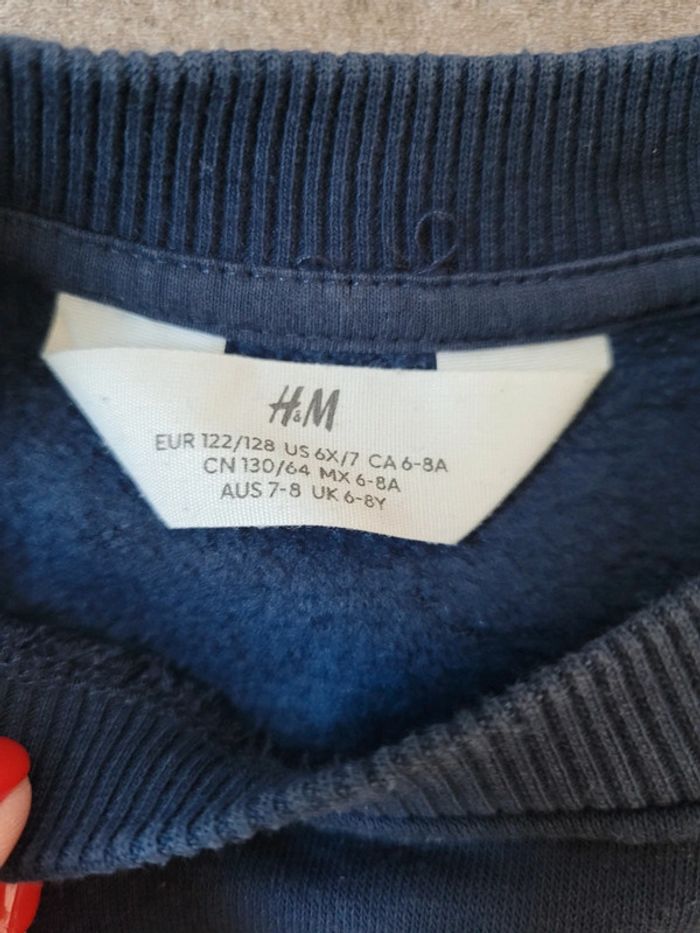 H&M
EUR 122/128 US 6X/7 CA 6-8A
CN 130/64 MX 6-8A
AUS 7-8 UK 6-8Y